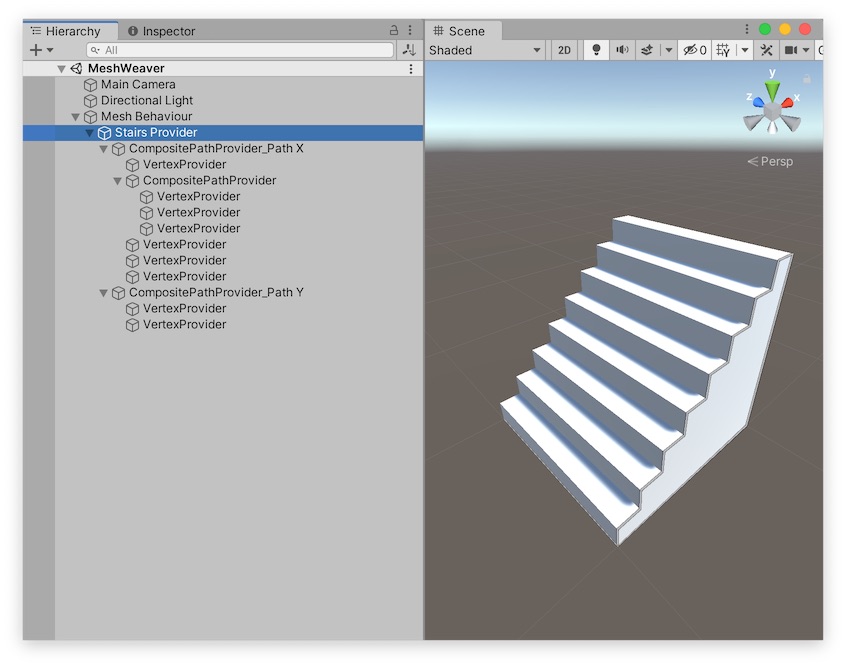 Hierarchy
Inspector
All
MeshWeaver
Main Camera
Directional Light
Mesh Behaviour
Stairs Provider
CompositePathProvider_Path X
VertexProvider
CompositePathProvider
VertexProvider
VertexProvider
VertexProvider
VertexProvider
VertexProvider
VertexProvider
CompositePathProvider_Path Y
VertexProvider
VertexProvider
Scene
Shaded 2D 0
y
z x
Persp